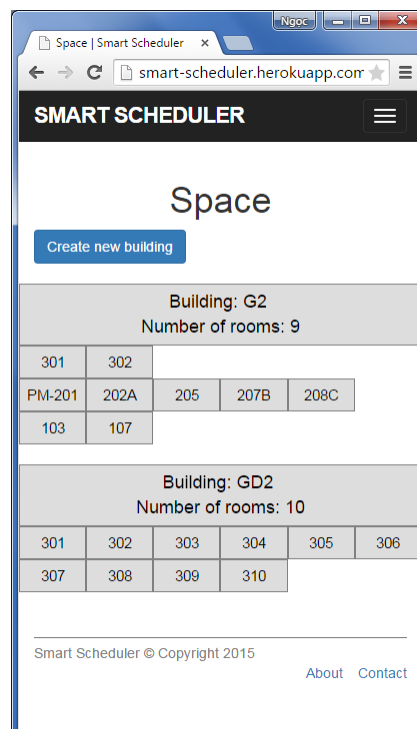 Ngoc
Space | Smart Scheduler
smart-scheduler.herokuapp.com
SMART SCHEDULER
Space
Create new building
Building: G2
Number of rooms: 9
301 302
PM-201 202A 205 207B 208C
103 107
Building: GD2
Number of rooms: 10
301 302 303 304 305 306
307 308 309 310
Smart Scheduler © Copyright 2015
About Contact